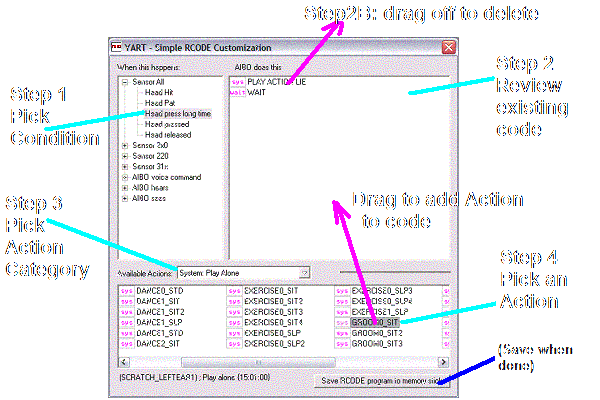 Step2B: drag off to delete
YART - Simple RCODE Customization
When this happens:
AIBO does this
Sensor All
Head Hit
Head Pat
Head press long time
Head pressed
Head released
Sensor 2x0
Sensor 220
Sensor 31x
AIBO voice command
AIBO hears
AIBO sees
sys PLAY ACTION LIE
wait WAIT
Step 1
Pick
Condition
Step 2
Review
existing
code
Drag to add Action
to code
Step 3
Pick
Action
Category
Step 4
Pick an
Action
Available Actions:
System: Play Alone
sys DANCE0_STD
sys DANCE1_SIT
sys DANCE1_SIT
sys DANCE1_SLP
sys DANCE1_STD
sys DANCE2_SIT
sys EXERCISE0_SIT
sys EXERCISE0_SIT2
sys EXERCISE0_SIT3
sys EXERCISE0_SIT4
sys EXERCISE0_SLP
sys EXERCISE0_SLP2
sys EXERCISE0_SLP3
sys EXERCISE0_SLP4
sys EXERCISE1_SLP
sys GROOM0_SIT
sys GROOM0_SIT2
sys GROOM0_SIT3
(SCRATCH_LEFTEAR1) ; Play alone (15:01:00)
Save RCODE program to memory stick
(Save when
done)